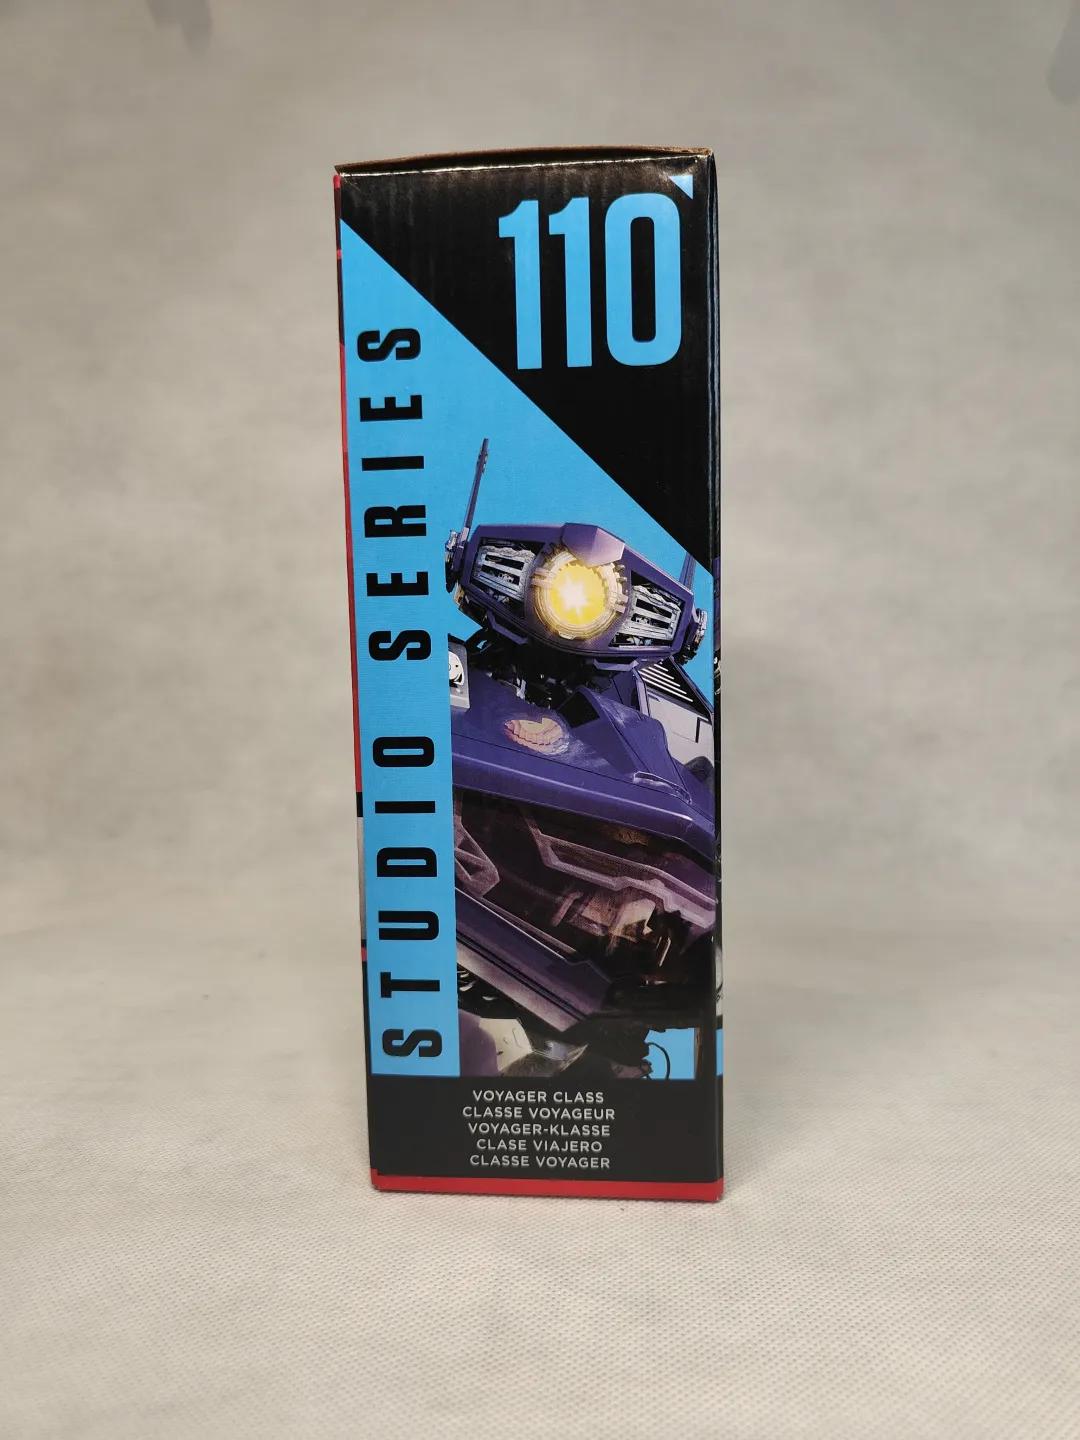 110
STUDIO SERIES
VOYAGER CLASS
CLASSE VOYAGEUR
VOYAGER-KLASSE
CLASE VIAJERO
CLASSE VOYAGER